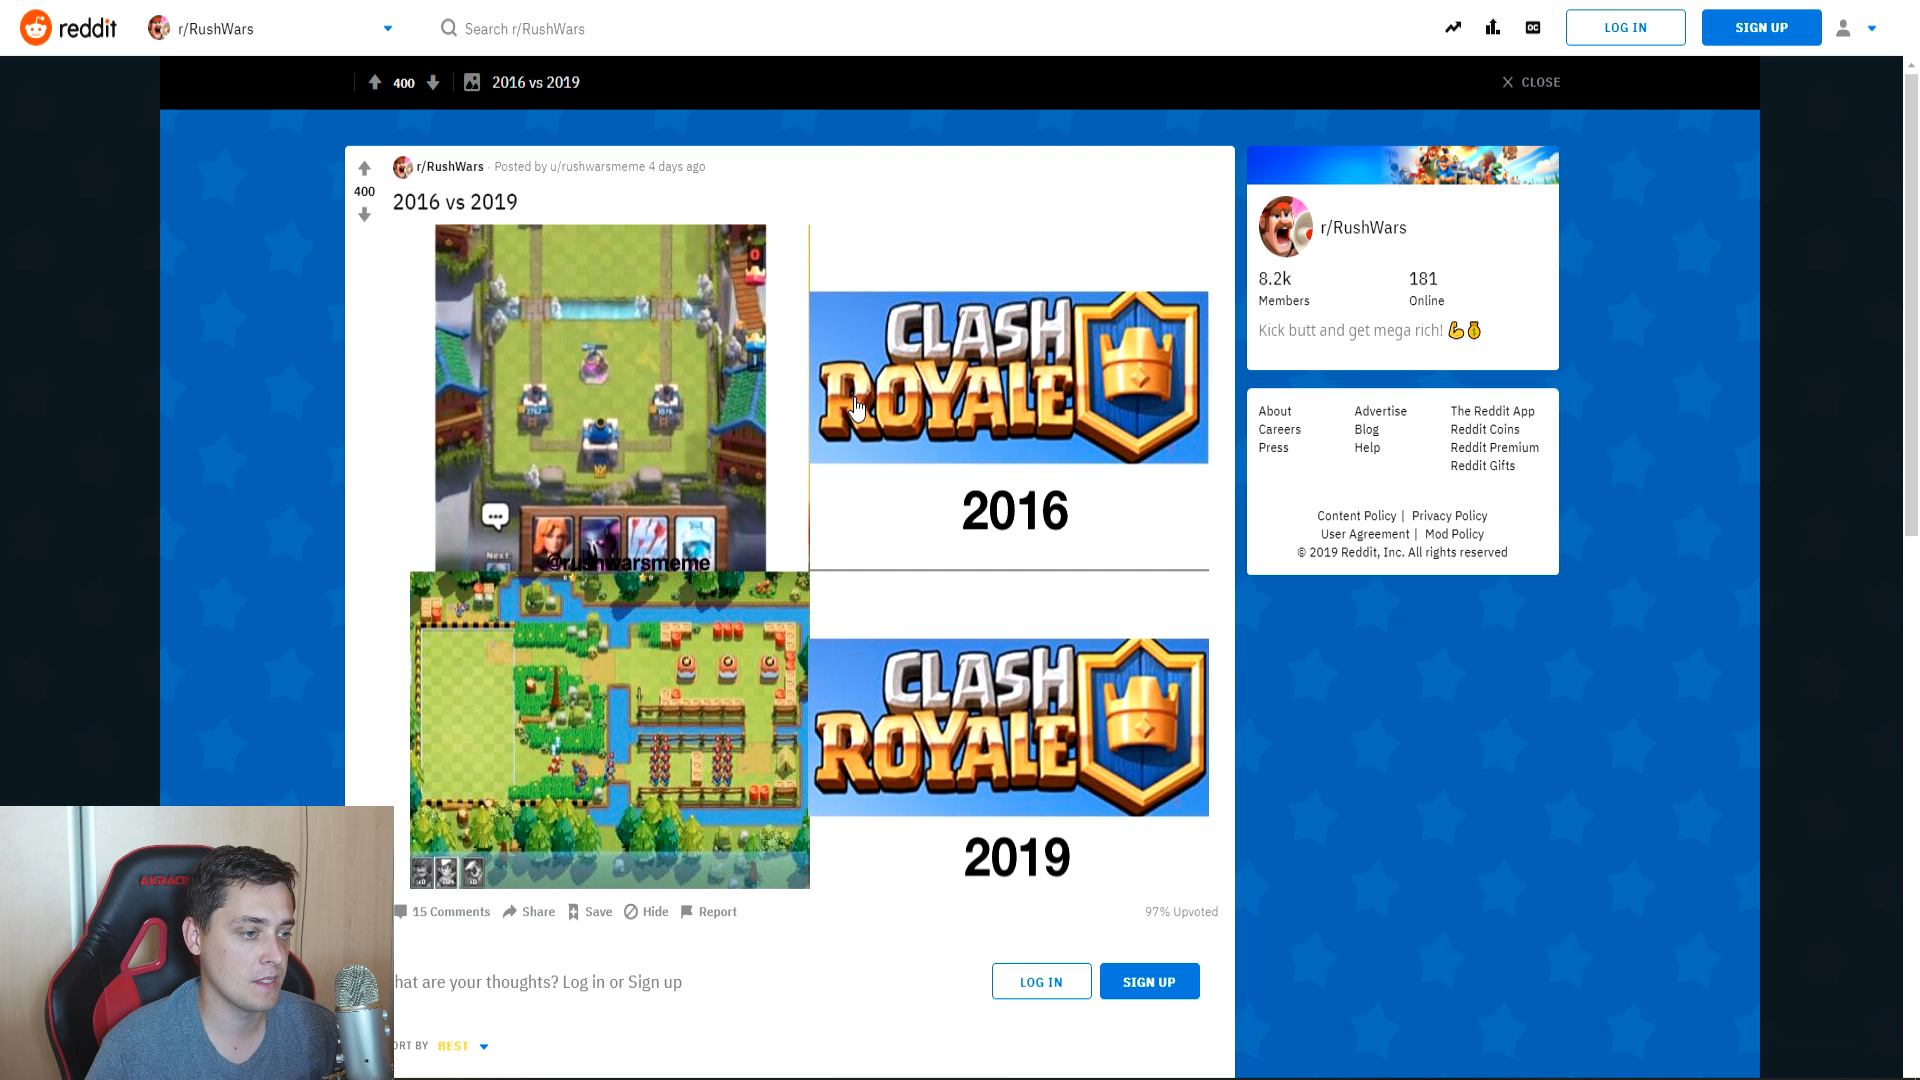 reddit
r/RushWars
Search r/RushWars
LOG IN
SIGN UP
400
2016 vs 2019
CLOSE
r/RushWars · Posted by u/rushwarsmeme 4 days ago
400
2016 vs 2019
CLASH
ROYALE
2016
Next:
@rushwarsmeme
CLASH
ROYALE
2019
15 Comments
Share
Save
Hide
Report
97% Upvoted
hat are your thoughts? Log in or Sign up
LOG IN
SIGN UP
ORT BY BEST
r/RushWars
8.2k
Members
181
Online
Kick butt and get mega rich! 💪💰
About
Careers
Press
Advertise
Blog
Help
The Reddit App
Reddit Coins
Reddit Premium
Reddit Gifts
Content Policy | Privacy Policy
User Agreement | Mod Policy
© 2019 Reddit, Inc. All rights reserved